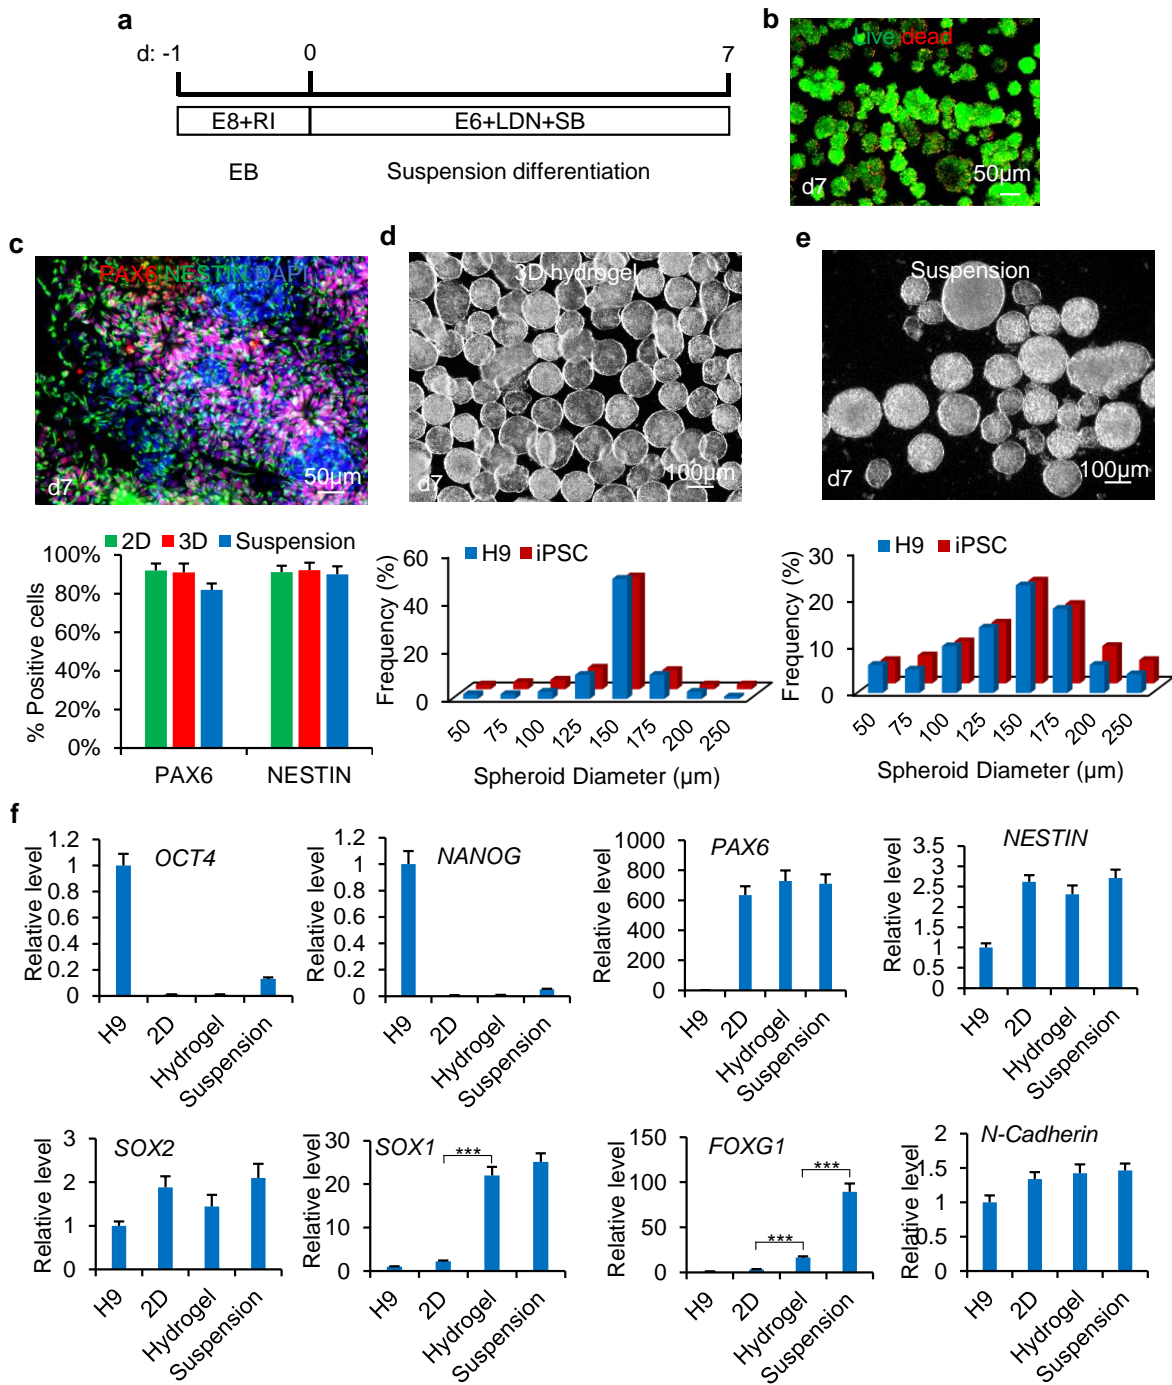 a
d: -1 0 7
E8+RI E6+LDN+SB
EB Suspension differentiation
b
Live dead
d7 50μm
c
PAX6 NESTIN DAPI
d7 50μm
2D 3D Suspension
% Positive cells
100%
80%
60%
40%
20%
0%
PAX6 NESTIN
d
3D hydrogel
d7 100μm
H9 iPSC
Frequency (%)
60
40
20
0
50 75 100 125 150 175 200 250
Spheroid Diameter (μm)
e
Suspension
d7 100μm
H9 iPSC
Frequency (%)
30
20
10
0
50 75 100 125 150 175 200 250
Spheroid Diameter (μm)
f
OCT4
Relative level
1.2
1
0.8
0.6
0.4
0.2
0
H9 2D Hydrogel Suspension
NANOG
Relative level
1.2
1
0.8
0.6
0.4
0.2
0
H9 2D Hydrogel Suspension
PAX6
Relative level
1000
800
600
400
200
0
H9 2D Hydrogel Suspension
NESTIN
Relative level
3.5
3
2.5
2
1.5
1
0.5
0
H9 2D Hydrogel Suspension
SOX2
Relative level
3
2
1
0
H9 2D Hydrogel Suspension
SOX1
Relative level
30
20
10
0
***
H9 2D Hydrogel Suspension
FOXG1
Relative level
150
100
50
0
***
***
H9 2D Hydrogel Suspension
N-Cadherin
Relative level
2
1.5
1
0.5
0
H9 2D Hydrogel Suspension